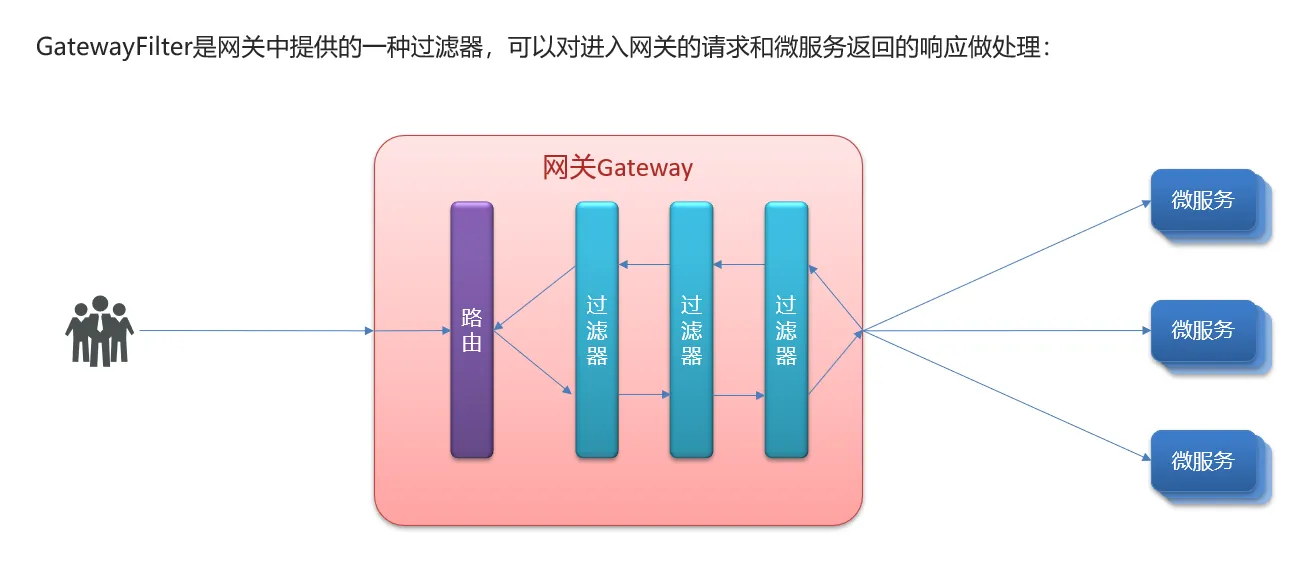 GatewayFilter是网关中提供的一种过滤器，可以对进入网关的请求和微服务返回的响应做处理：
网关Gateway
路由
过滤器
过滤器
过滤器
微服务
微服务
微服务